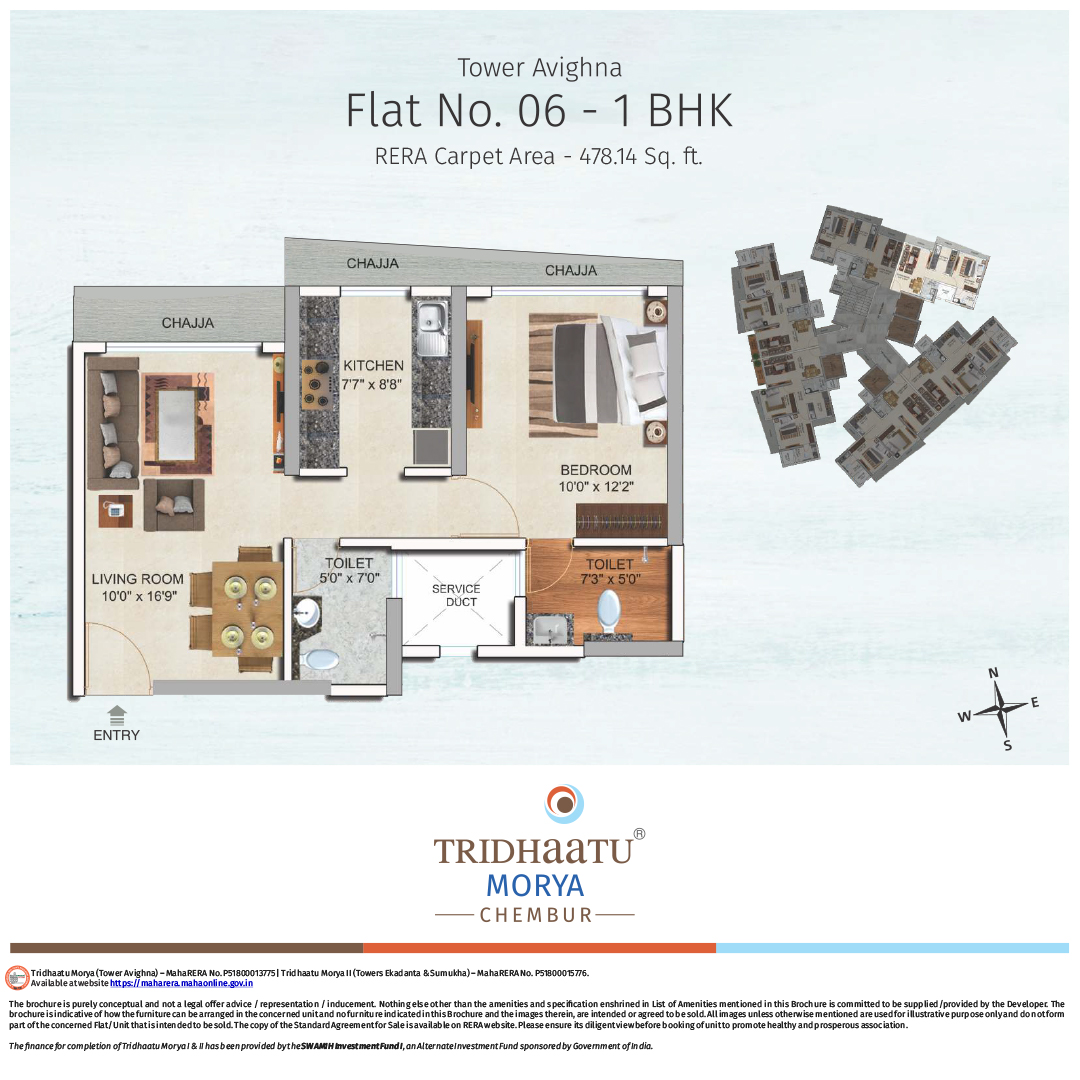 Tower Avighna
Flat No. 06 - 1 BHK
RERA Carpet Area - 478.14 Sq. ft.
CHAJJA
CHAJJA
CHAJJA
KITCHEN
7'7" x 8'8"
BEDROOM
10'0" x 12'2"
LIVING ROOM
10'0" x 16'9"
TOILET
5'0" x 7'0"
SERVICE
DUCT
TOILET
7'3" x 5'0"
ENTRY
N
W E
S
TRIDHaaTU®
MORYA
CHEMBUR
Tridhaatu Morya (Tower Avighna) – MahaRERA No. P51800013775 | Tridhaatu Morya II (Towers Ekadanta & Sumukha) – MahaRERA No. P51800015776.
Available at website https://maharera.mahaonline.gov.in
The brochure is purely conceptual and not a legal offer advice / representation / inducement. Nothing else other than the amenities and specification enshrined in List of Amenities mentioned in this Brochure is committed to be supplied /provided by the Developer. The
brochure is indicative of how the furniture can be arranged in the concerned unit and no furniture indicated in this Brochure and the images therein, are intended or agreed to be sold. All images unless otherwise mentioned are used for illustrative purpose only and do not form
part of the concerned Flat/ Unit that is intended to be sold. The copy of the Standard Agreement for Sale is available on RERA website. Please ensure its diligent view before booking of unit to promote healthy and prosperous association.
The finance for completion of Tridhaatu Morya I & II has been provided by the SWAMIH Investment Fund I, an Alternate Investment Fund sponsored by Government of India.